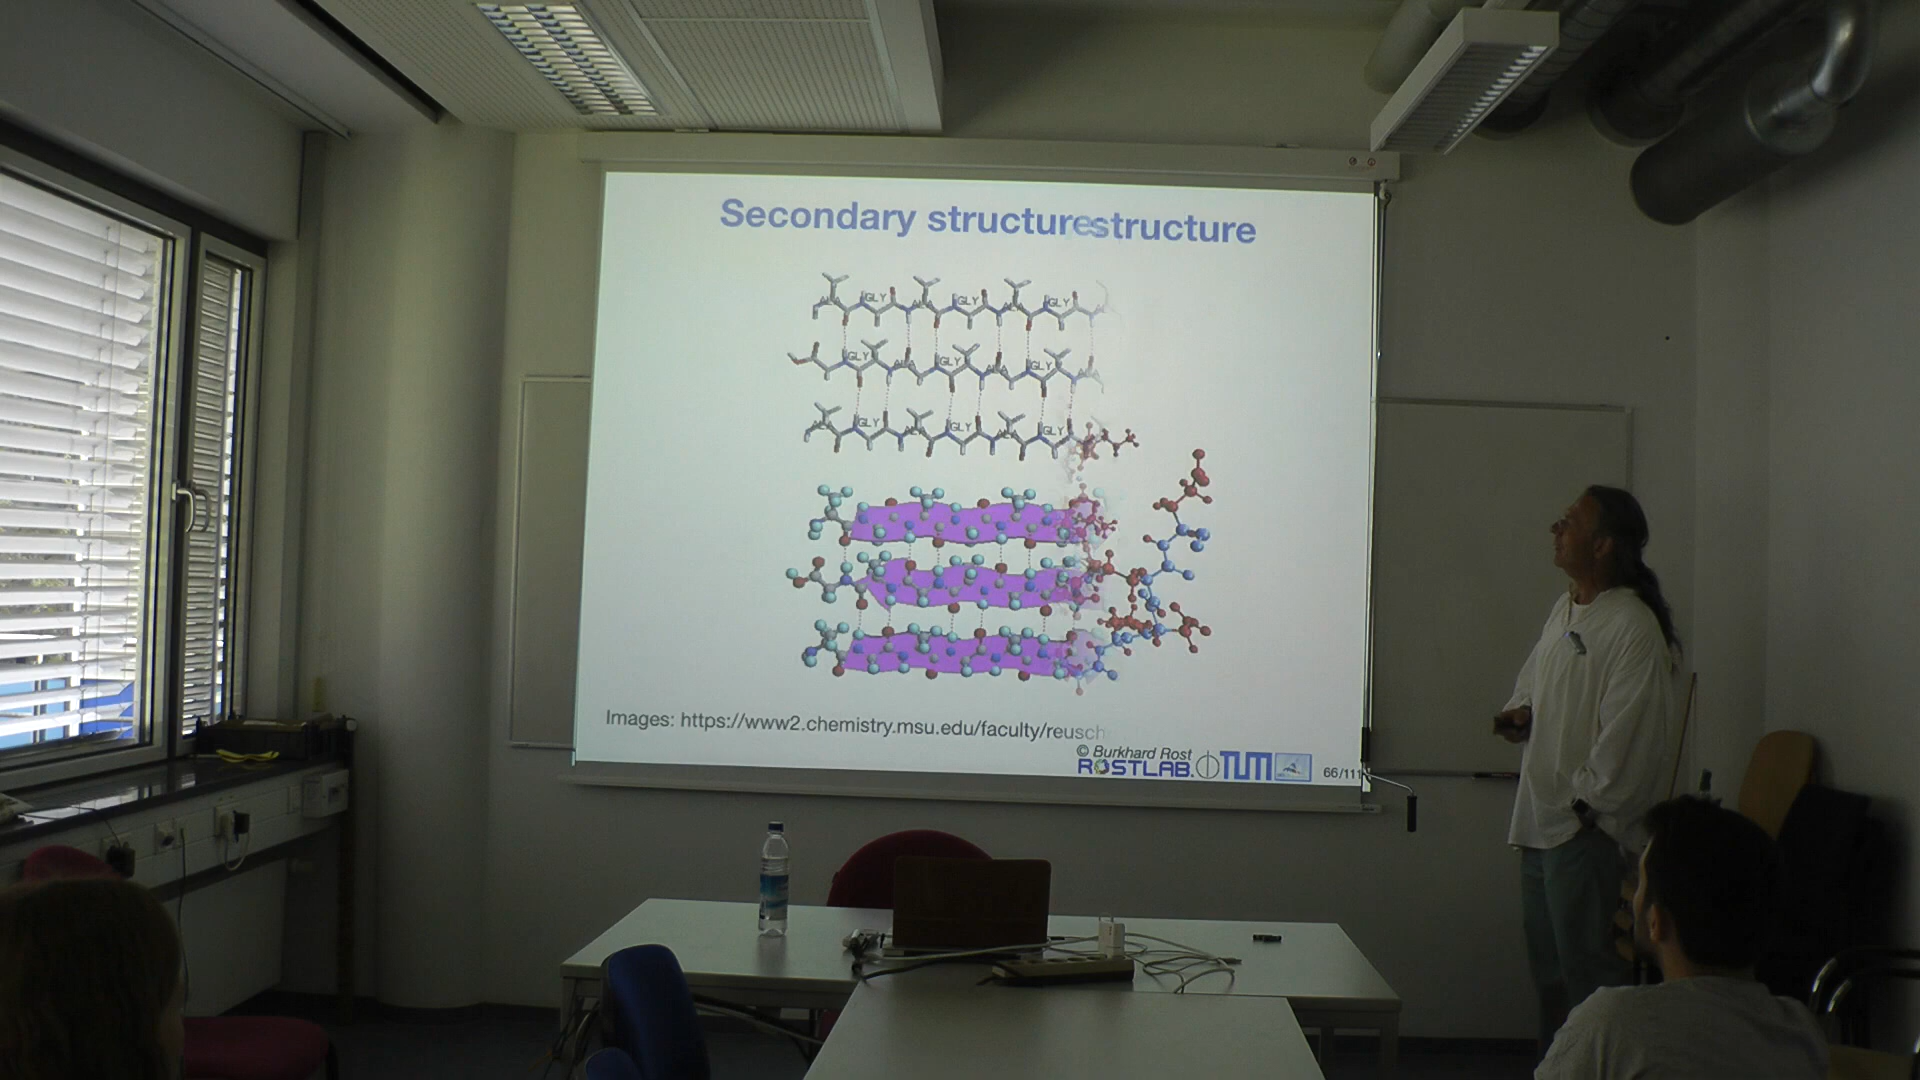 Secondary structurestructure
GLY GLY GLY
GLY GLY GLY
GLY GLY GLY
Images: https://www2.chemistry.msu.edu/faculty/reusch
© Burkhard Rost
ROSTLAB. TUM
66/111